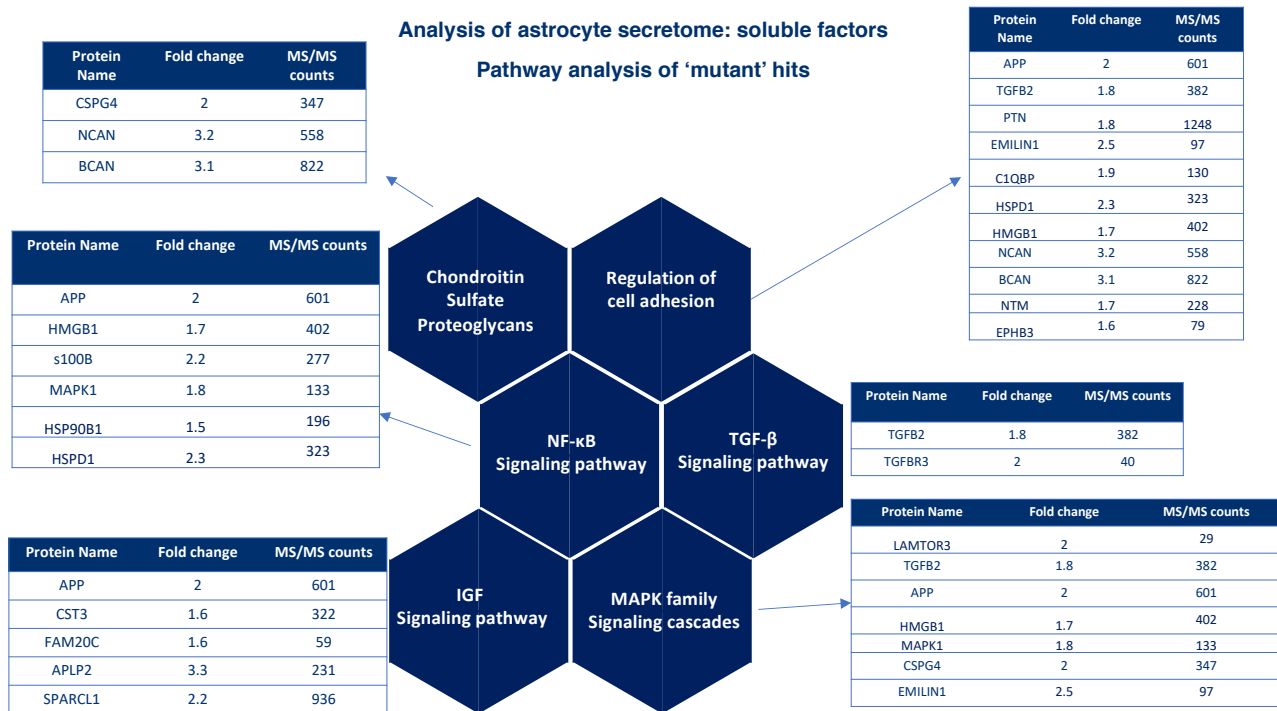 Analysis of astrocyte secretome: soluble factors
Pathway analysis of ‘mutant’ hits
Protein Name Fold change MS/MS counts
CSPG4 2 347
NCAN 3.2 558
BCAN 3.1 822
Protein Name Fold change MS/MS counts
APP 2 601
TGFB2 1.8 382
PTN 1.8 1248
EMILIN1 2.5 97
C1QBP 1.9 130
HSPD1 2.3 323
HMGB1 1.7 402
NCAN 3.2 558
BCAN 3.1 822
NTM 1.7 228
EPHB3 1.6 79
Protein Name Fold change MS/MS counts
APP 2 601
HMGB1 1.7 402
s100B 2.2 277
MAPK1 1.8 133
HSP90B1 1.5 196
HSPD1 2.3 323
Chondroitin
Sulfate
Proteoglycans
Regulation of
cell adhesion
NF-κB
Signaling pathway
TGF-β
Signaling pathway
IGF
Signaling pathway
MAPK family
Signaling cascades
Protein Name Fold change MS/MS counts
TGFB2 1.8 382
TGFBR3 2 40
Protein Name Fold change MS/MS counts
LAMTOR3 2 29
TGFB2 1.8 382
APP 2 601
HMGB1 1.7 402
MAPK1 1.8 133
CSPG4 2 347
EMILIN1 2.5 97
Protein Name Fold change MS/MS counts
APP 2 601
CST3 1.6 322
FAM20C 1.6 59
APLP2 3.3 231
SPARCL1 2.2 936